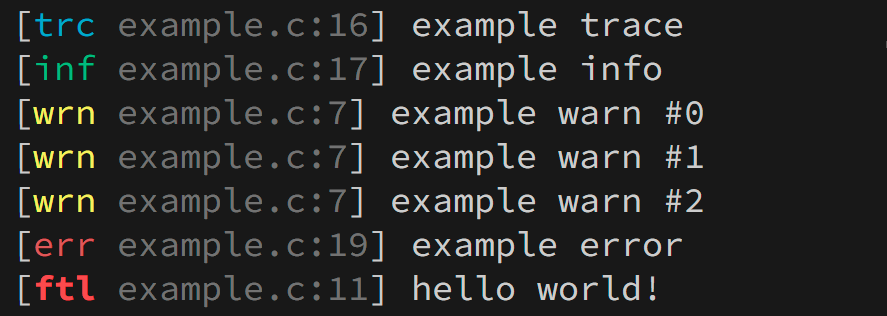 [trc example.c:16] example trace
[inf example.c:17] example info
[wrn example.c:7] example warn #0
[wrn example.c:7] example warn #1
[wrn example.c:7] example warn #2
[err example.c:19] example error
[ftl example.c:11] hello world!